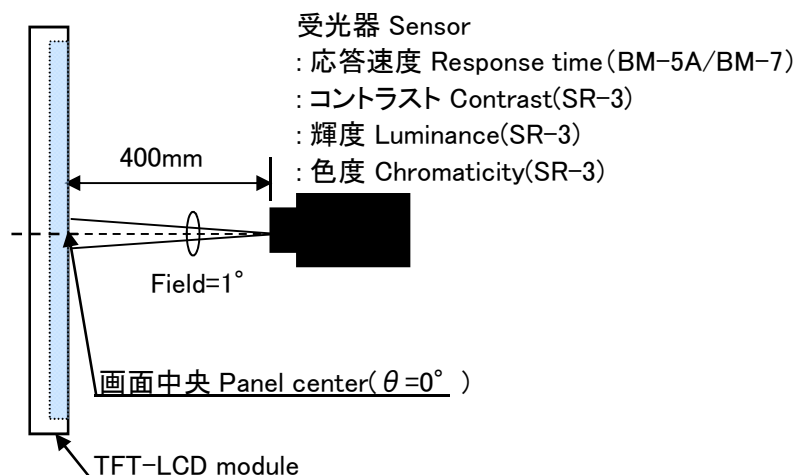 受光器 Sensor
: 応答速度 Response time(BM-5A/BM-7)
: コントラスト Contrast(SR-3)
: 輝度 Luminance(SR-3)
: 色度 Chromaticity(SR-3)
400mm
Field=1°
画面中央 Panel center(θ=0° )
TFT-LCD module